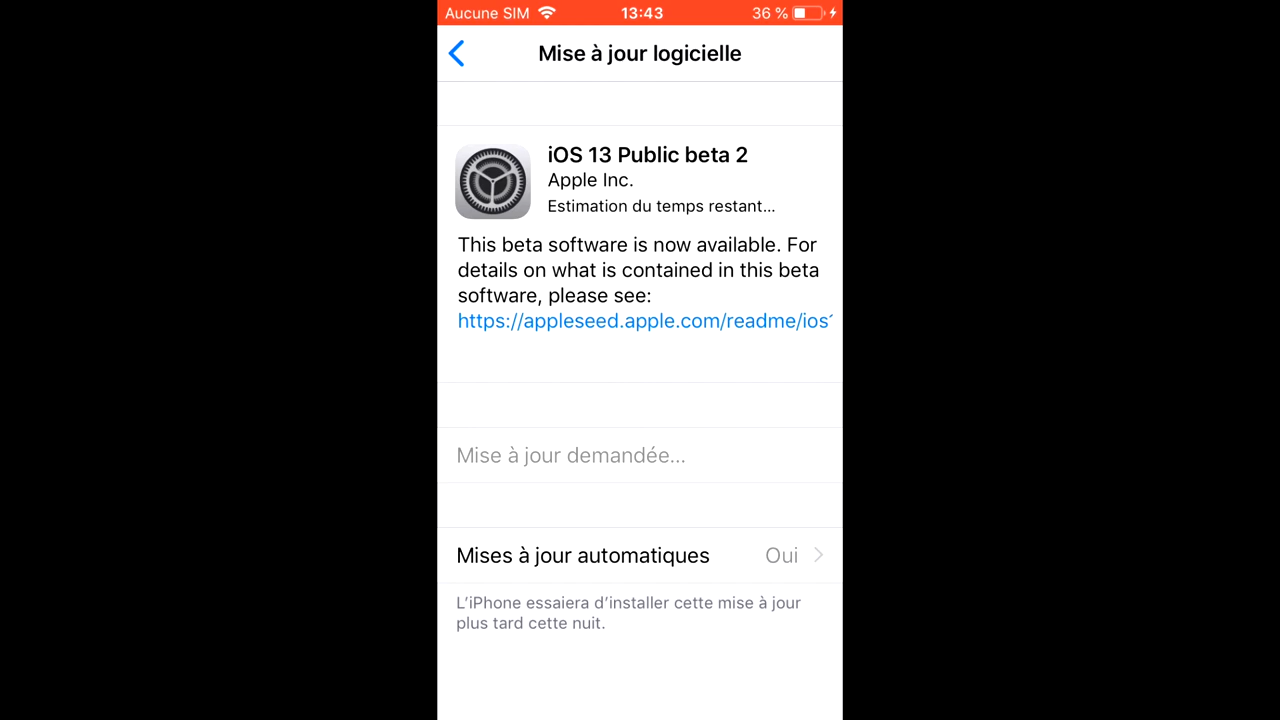 Aucune SIM 13:43 36 %
Mise à jour logicielle
iOS 13 Public beta 2
Apple Inc.
Estimation du temps restant...
This beta software is now available. For
details on what is contained in this beta
software, please see:
https://appleseed.apple.com/readme/ios
Mise à jour demandée...
Mises à jour automatiques Oui
L’iPhone essaiera d’installer cette mise à jour
plus tard cette nuit.